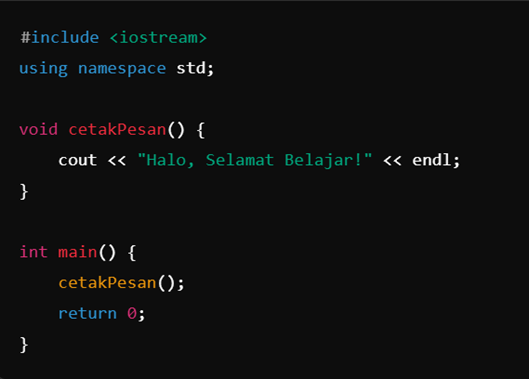 #include <iostream>
using namespace std;
void cetakPesan() {
    cout << "Halo, Selamat Belajar!" << endl;
}
int main() {
    cetakPesan();
    return 0;
}